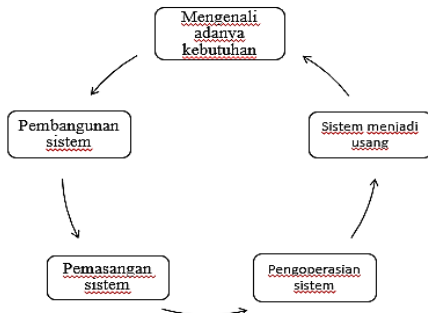 Mengenali
adanya
kebutuhan
Pembangunan
sistem
Sistem menjadi
usang
Pemasangan
sistem
Pengoperasian
sistem